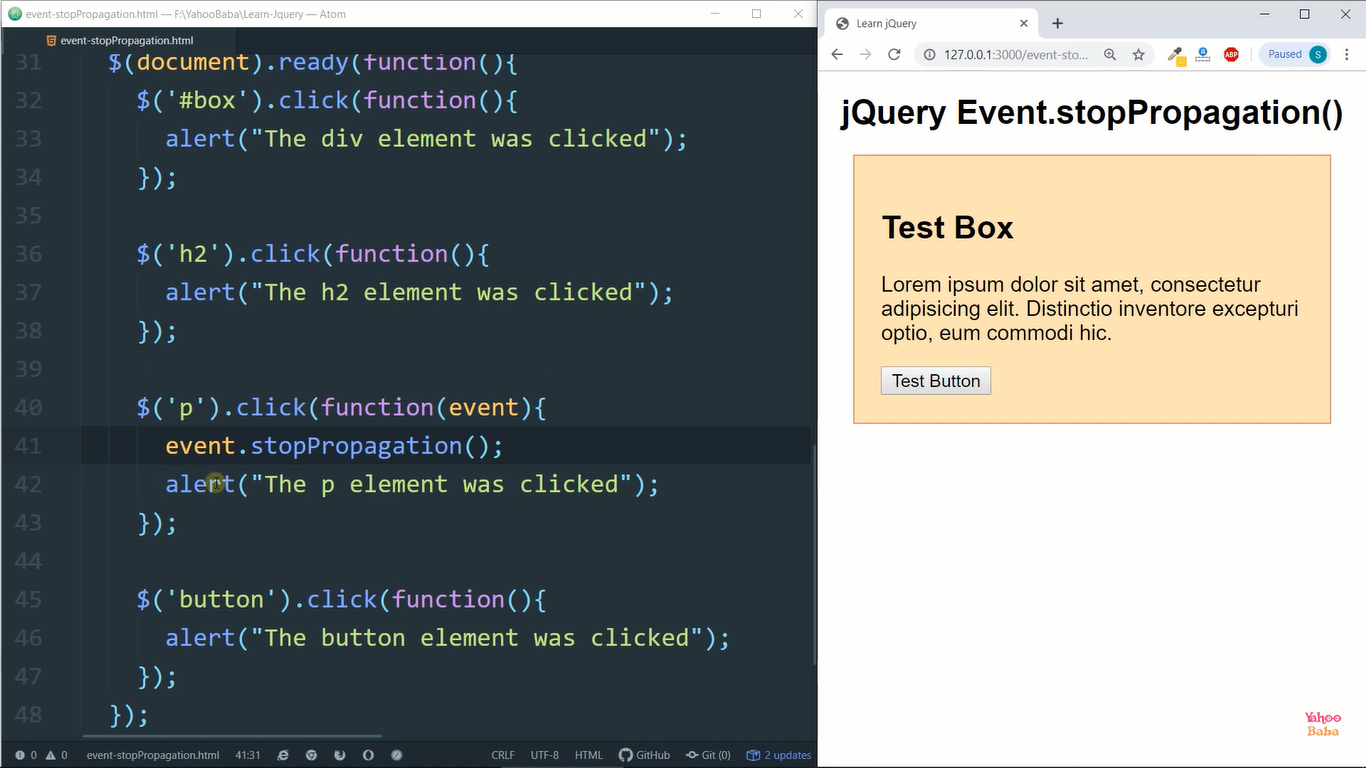 event-stopPropagation.html — F:\YahooBaba\Learn-Jquery — Atom
event-stopPropagation.html
31 $(document).ready(function(){
32 $('#box').click(function(){
33 alert("The div element was clicked");
34 });
35
36 $('h2').click(function(){
37 alert("The h2 element was clicked");
38 });
39
40 $('p').click(function(event){
41 event.stopPropagation();
42 alert("The p element was clicked");
43 });
44
45 $('button').click(function(){
46 alert("The button element was clicked");
47 });
48 });
0 0 event-stopPropagation.html 41:31 CRLF UTF-8 HTML GitHub Git (0) 2 updates
Learn jQuery
127.0.0.1:3000/event-sto... ABP Paused S
jQuery Event.stopPropagation()
Test Box
Lorem ipsum dolor sit amet, consectetur
adipisicing elit. Distinctio inventore excepturi
optio, eum commodi hic.
Test Button
Yahoo
Baba